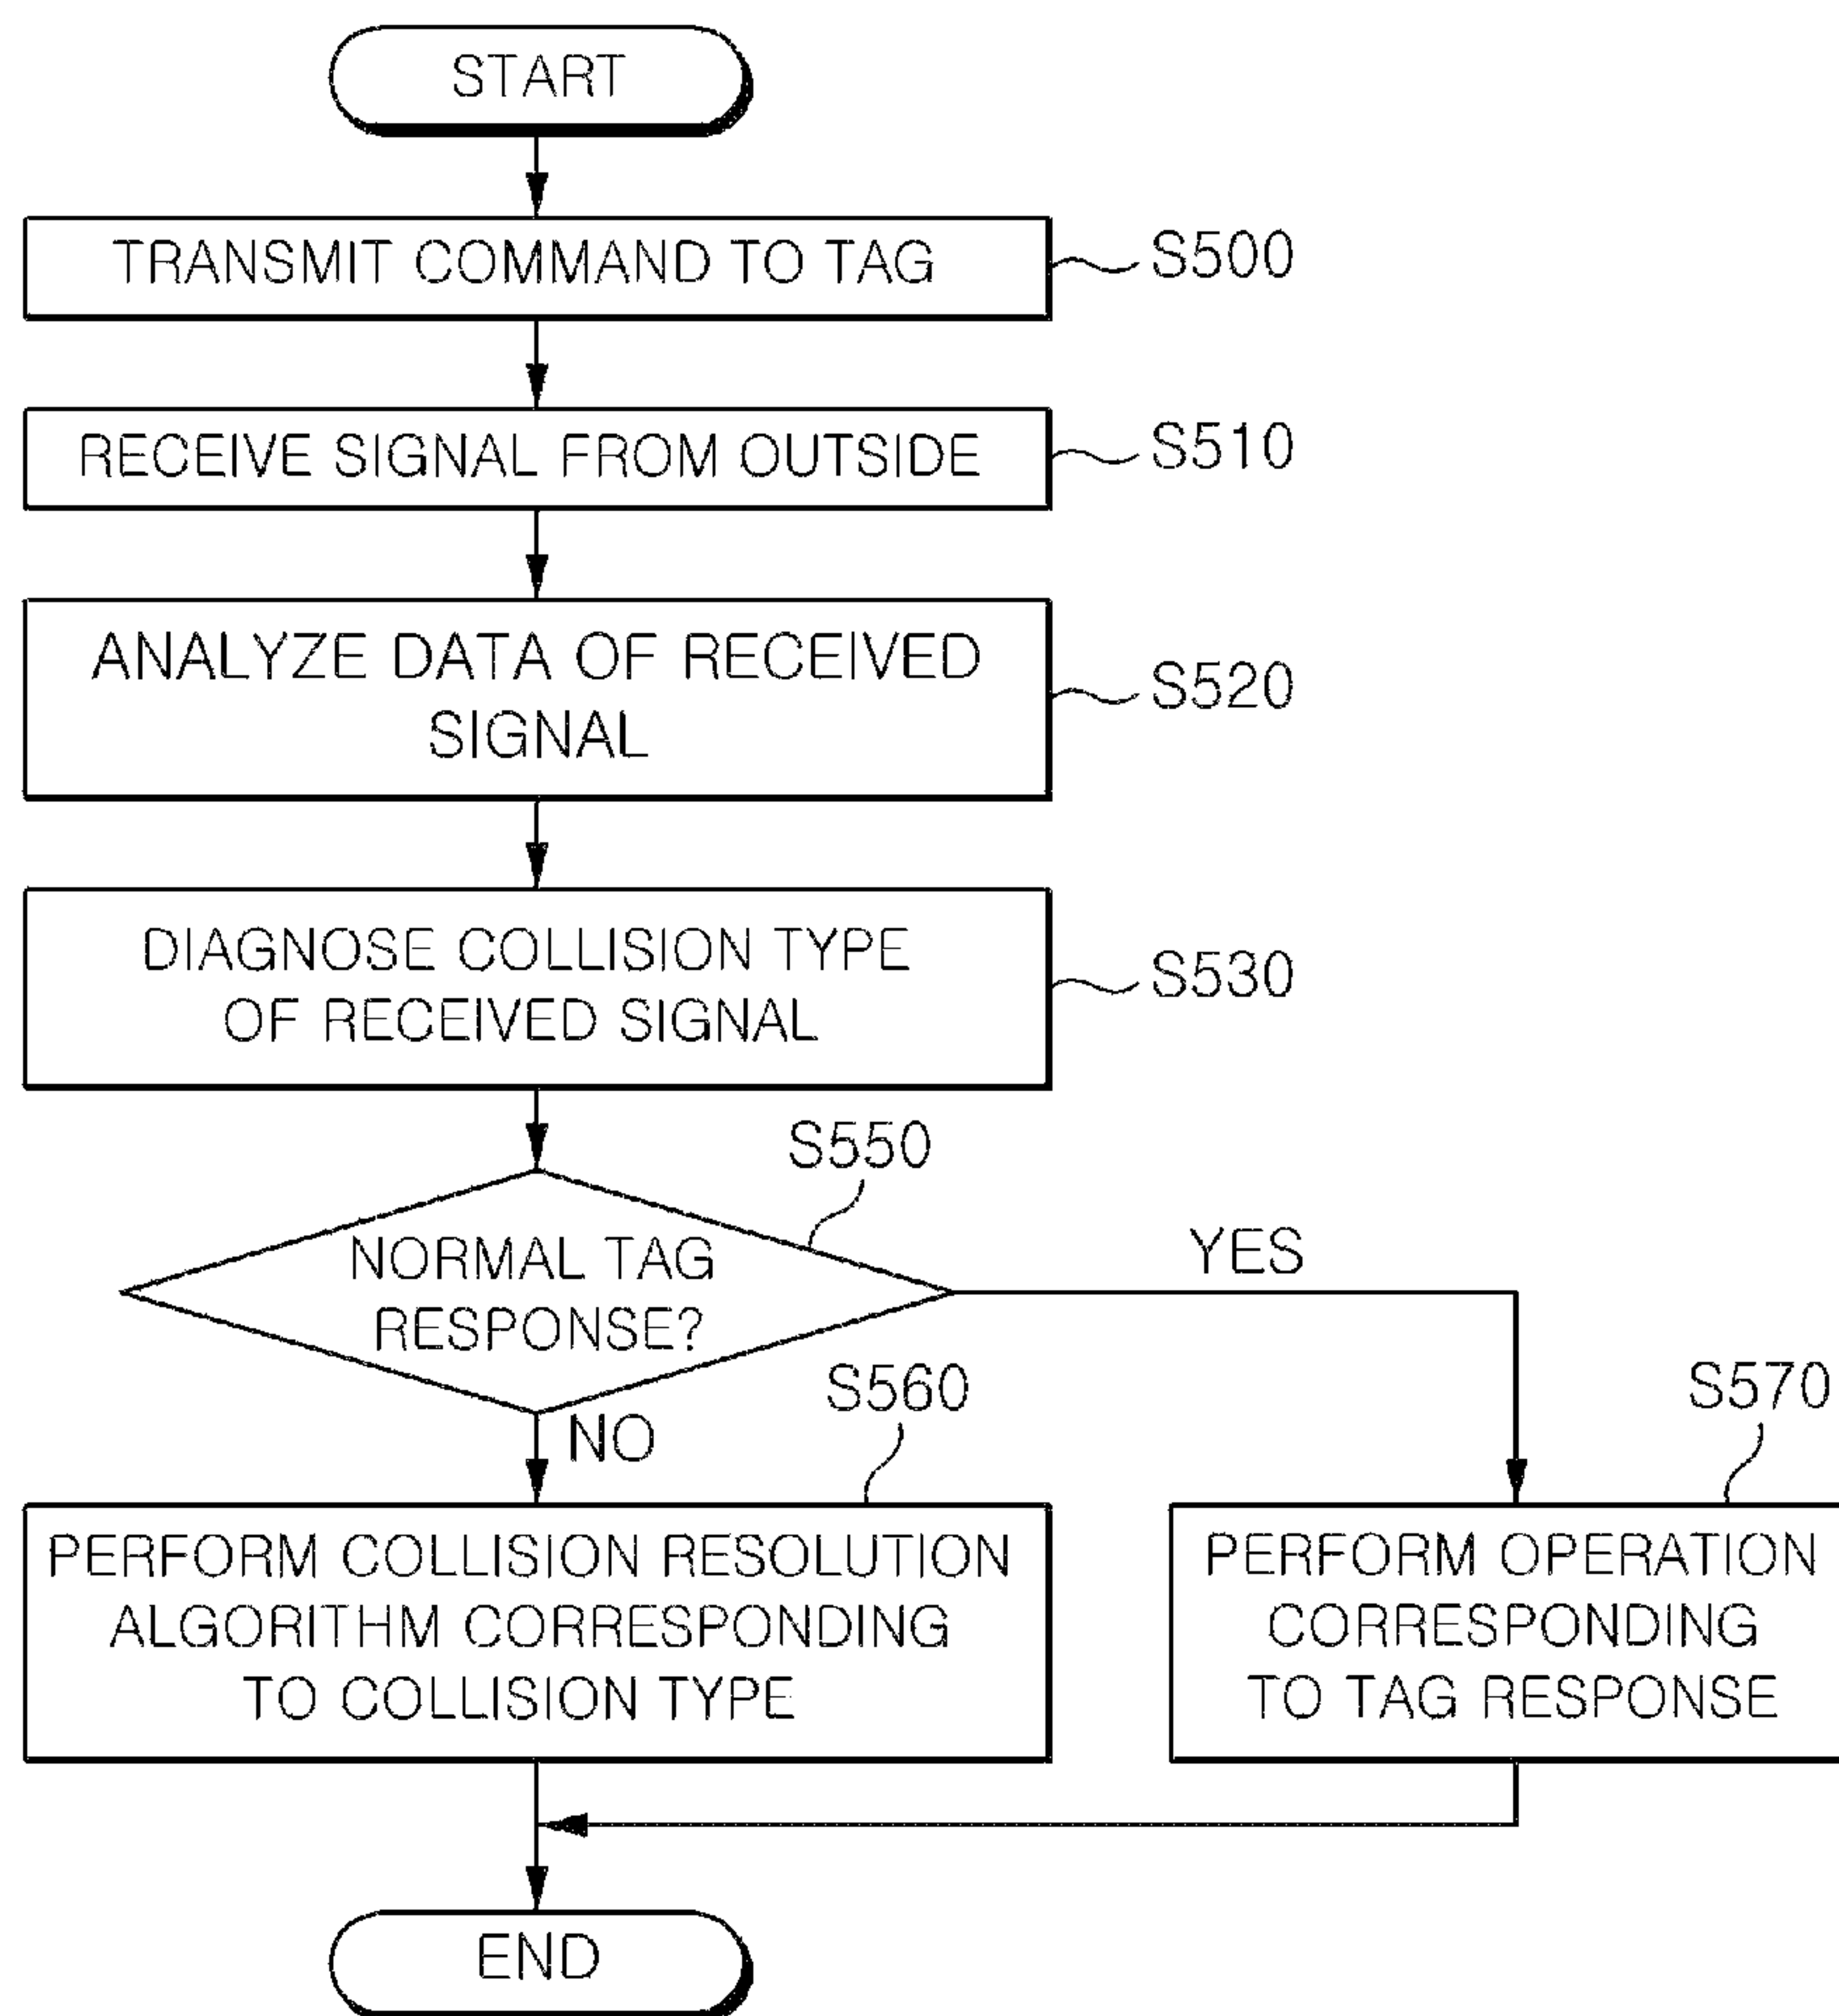 START
TRANSMIT COMMAND TO TAG
S500
RECEIVE SIGNAL FROM OUTSIDE
S510
ANALYZE DATA OF RECEIVED
SIGNAL
S520
DIAGNOSE COLLISION TYPE
OF RECEIVED SIGNAL
S530
S550
NORMAL TAG
RESPONSE?
YES
NO
S560
PERFORM COLLISION RESOLUTION
ALGORITHM CORRESPONDING
TO COLLISION TYPE
S570
PERFORM OPERATION
CORRESPONDING
TO TAG RESPONSE
END